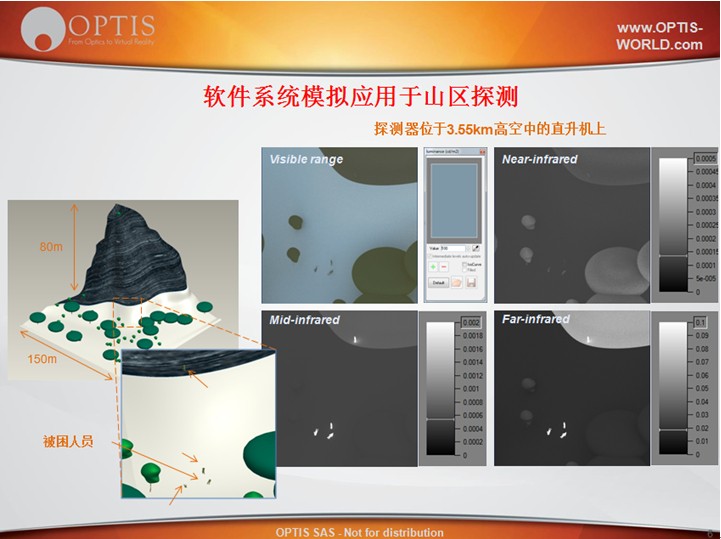 OPTIS
From Optics to Virtual Reality
www.OPTIS-
WORLD.com
软件系统模拟应用于山区探测
探测器位于3.55km高空中的直升机上
Visible range
luminance (cd/m2)
Value
Default
Near-infrared
0.0005
0.00045
0.0004
0.00035
0.0003
0.00025
0.0002
0.00015
0.0001
5e-005
0
80m
150m
被困人员
Mid-infrared
0.002
0.0018
0.0016
0.0014
0.0012
0.001
0.0008
0.0006
0.0004
0.0002
0
Far-infrared
0.1
0.09
0.08
0.07
0.06
0.05
0.04
0.03
0.02
0.01
0
OPTIS SAS - Not for distribution
6